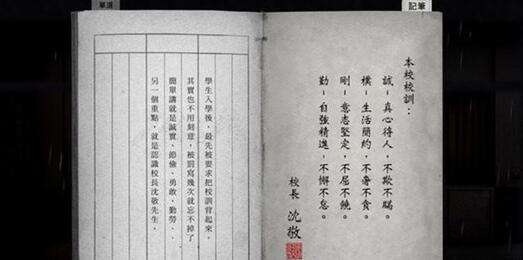 單選
記筆
本校校訓：
誠-真心待人，不欺不瞞。
樸-生活簡約，不奢不貪。
剛-意志堅定，不屈不撓。
勤-自強精進，不懈不怠。
校長 沈敬
學生入學後，最先被要求把校訓背起來。
其實也不用刻意，被罰寫幾次就忘不掉了
簡單講就是誠實、節儉、勇敢、勤勞、
另一個重點，就是認識校長沈敬先生。